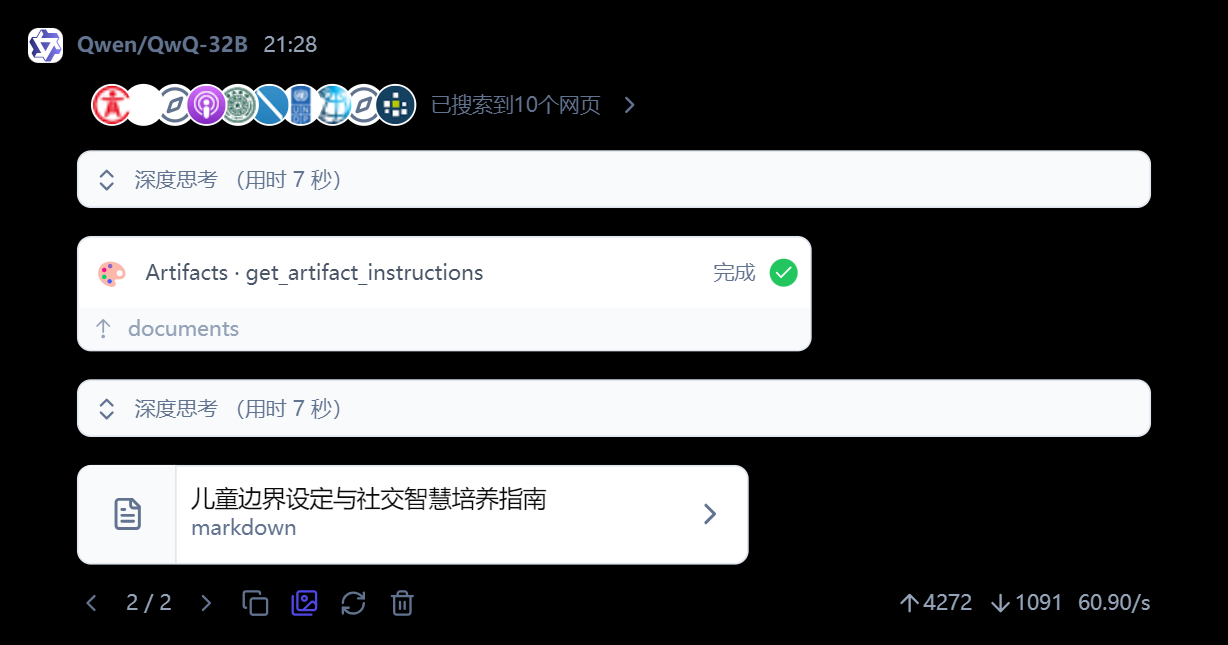 Qwen/QwQ-32B 21:28
已搜索到10个网页
深度思考 （用时 7 秒）
Artifacts · get_artifact_instructions 完成
documents
深度思考 （用时 7 秒）
儿童边界设定与社交智慧培养指南
markdown
2 / 2 4272 1091 60.90/s